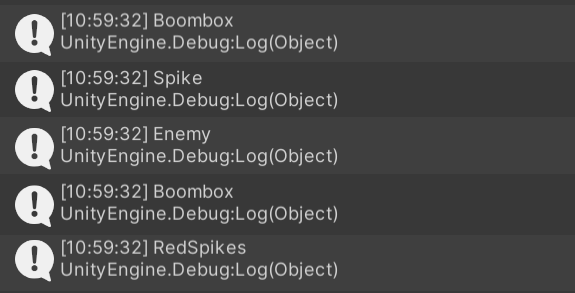 [10:59:32] Boombox
UnityEngine.Debug:Log(Object)
[10:59:32] Spike
UnityEngine.Debug:Log(Object)
[10:59:32] Enemy
UnityEngine.Debug:Log(Object)
[10:59:32] Boombox
UnityEngine.Debug:Log(Object)
[10:59:32] RedSpikes
UnityEngine.Debug:Log(Object)